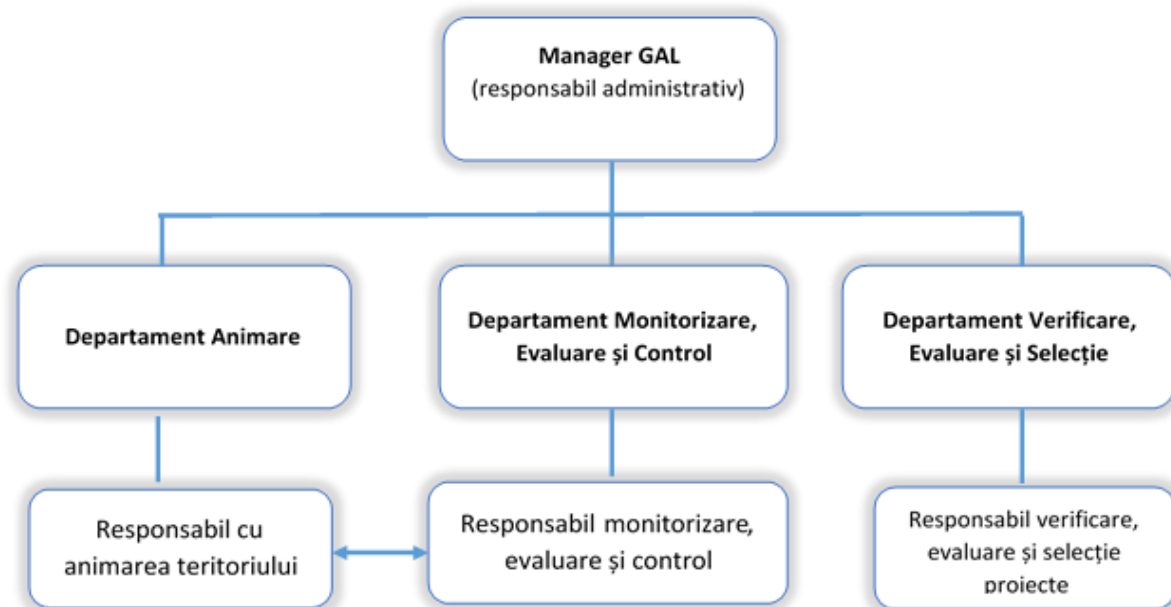 Manager GAL
(responsabil administrativ)
Departament Animare
Departament Monitorizare,
Evaluare și Control
Departament Verificare,
Evaluare și Selecție
Responsabil cu
animarea teritoriului
Responsabil monitorizare,
evaluare și control
Responsabil verificare,
evaluare și selecție
proiecte